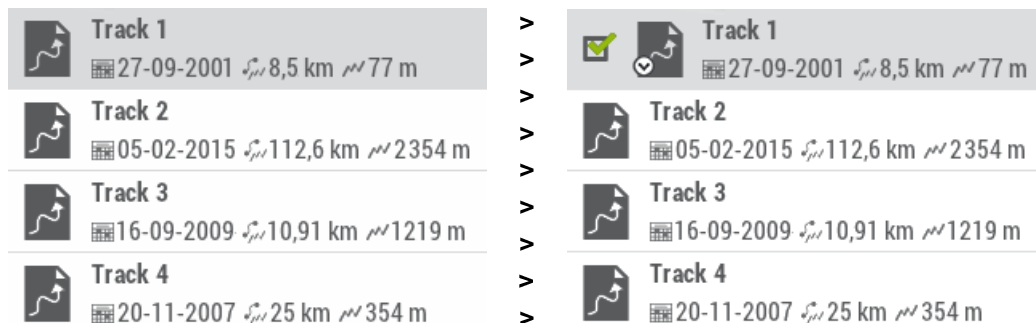 Track 1
27-09-2001 8,5 km 77 m
Track 2
05-02-2015 112,6 km 2354 m
Track 3
16-09-2009 10,91 km 1219 m
Track 4
20-11-2007 25 km 354 m
>
>
>
>
>
>
>
>
>
Track 1
27-09-2001 8,5 km 77 m
Track 2
05-02-2015 112,6 km 2354 m
Track 3
16-09-2009 10,91 km 1219 m
Track 4
20-11-2007 25 km 354 m